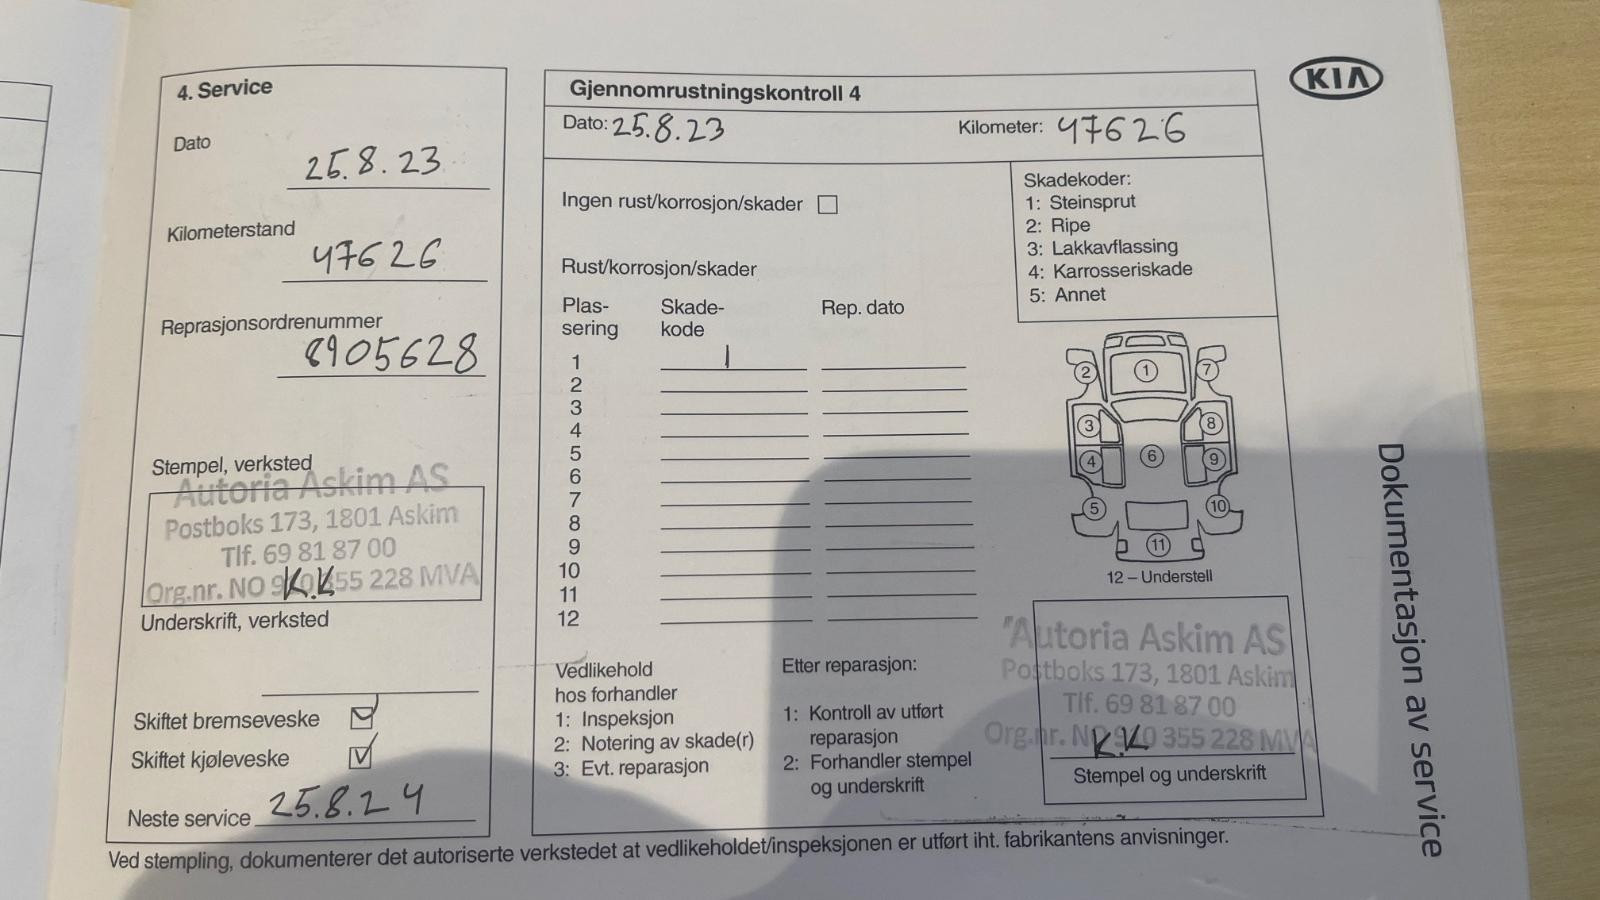 4. Service
Dato
25.8.23
Kilometerstand
47626
Reprasjonsordrenummer
8905628
Stempel, verksted
Autoria Askim AS
Postboks 173, 1801 Askim
Tlf. 69 81 87 00
Org.nr. NO 910 355 228 MVA
K.K
Underskrift, verksted
Skiftet bremseveske
Skiftet kjøleveske
Neste service 25.8.24
Gjennomrustningskontroll 4
Dato: 25.8.23 Kilometer: 47626
Ingen rust/korrosjon/skader
Rust/korrosjon/skader
Plas-
sering
Skade-
kode
Rep. dato
1 1
2
3
4
5
6
7
8
9
10
11
12
Skadekoder:
1: Steinsprut
2: Ripe
3: Lakkavflassing
4: Karrosseriskade
5: Annet
2 1 7
3 8
4 6 9
5 10
11
12 – Understell
Vedlikehold
hos forhandler
1: Inspeksjon
2: Notering av skade(r)
3: Evt. reparasjon
Etter reparasjon:
1: Kontroll av utført
reparasjon
2: Forhandler stempel
og underskrift
Autoria Askim AS
Postboks 173, 1801 Askim
Tlf. 69 81 87 00
Org.nr. NO 910 355 228 MVA
K.K
Stempel og underskrift
Ved stempling, dokumenterer det autoriserte verkstedet at vedlikeholdet/inspeksjonen er utført iht. fabrikantens anvisninger.
KIA
Dokumentasjon av service